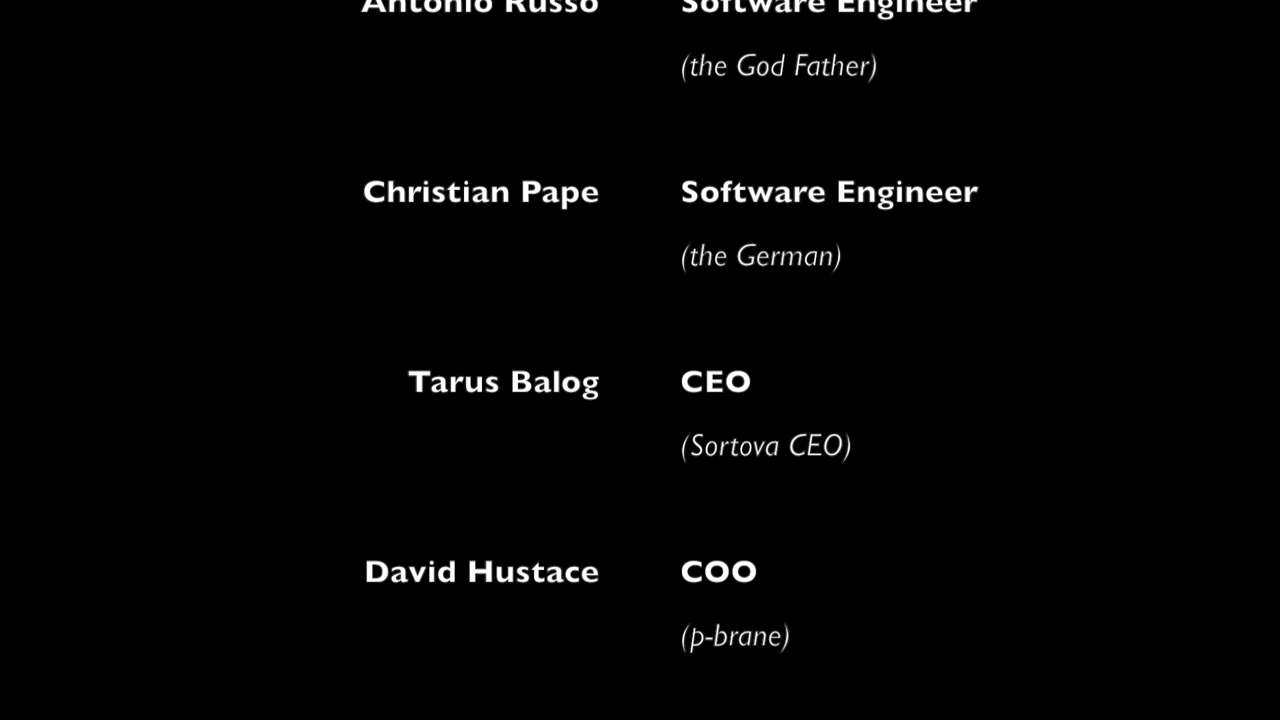 Antonio Russo Software Engineer
(the God Father)
Christian Pape Software Engineer
(the German)
Tarus Balog CEO
(Sortova CEO)
David Hustace COO
(p-brane)